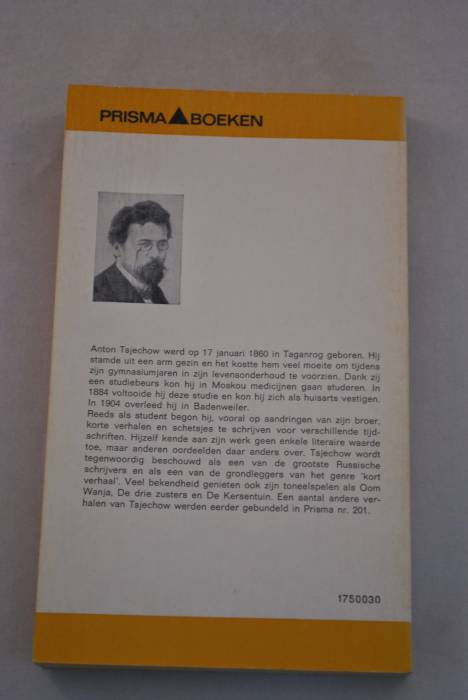 PRISMA BOEKEN
Anton Tsjechow werd op 17 januari 1860 in Taganrog geboren. Hij
stamde uit een arm gezin en het kostte hem veel moeite om tijdens
zijn gymnasiumjaren in zijn levensonderhoud te voorzien. Dank zij
een studiebeurs kon hij in Moskou medicijnen gaan studeren. In
1884 voltooide hij deze studie en kon hij zich als huisarts vestigen.
In 1904 overleed hij in Badenweiler.
Reeds als student begon hij, vooral op aandringen van zijn broer,
korte verhalen en schetsjes te schrijven voor verschillende tijd-
schriften. Hijzelf kende aan zijn werk geen enkele literaire waarde
toe, maar anderen oordeelden daar anders over. Tsjechow wordt
tegenwoordig beschouwd als een van de grootste Russische
schrijvers en als een van de grondleggers van het genre 'kort
verhaal'. Veel bekendheid genieten ook zijn toneelspelen als Oom
Wanja, De drie zusters en De Kersentuin. Een aantal andere ver-
halen van Tsjechow werden eerder gebundeld in Prisma nr. 201.
1750030